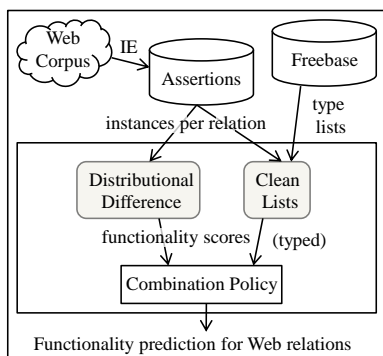 Web
Corpus
IE
Assertions
Freebase
instances per relation
type
lists
Distributional
Difference
Clean
Lists
functionality scores
(typed)
Combination Policy
Functionality prediction for Web relations